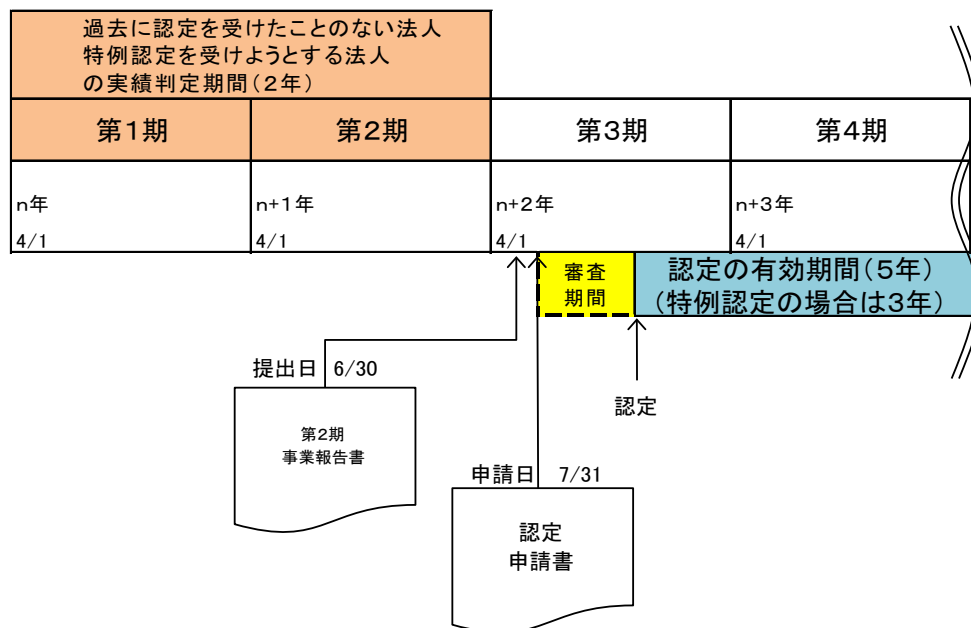 過去に認定を受けたことのない法人
特例認定を受けようとする法人
の実績判定期間（２年）
第１期
第２期
第３期
第４期
n年
n+１年
n+２年
n+３年
4/1
4/1
4/1
4/1
審査
期間
認定の有効期間（５年）
（特例認定の場合は３年）
提出日 6/30
認定
第２期
事業報告書
申請日 7/31
認定
申請書